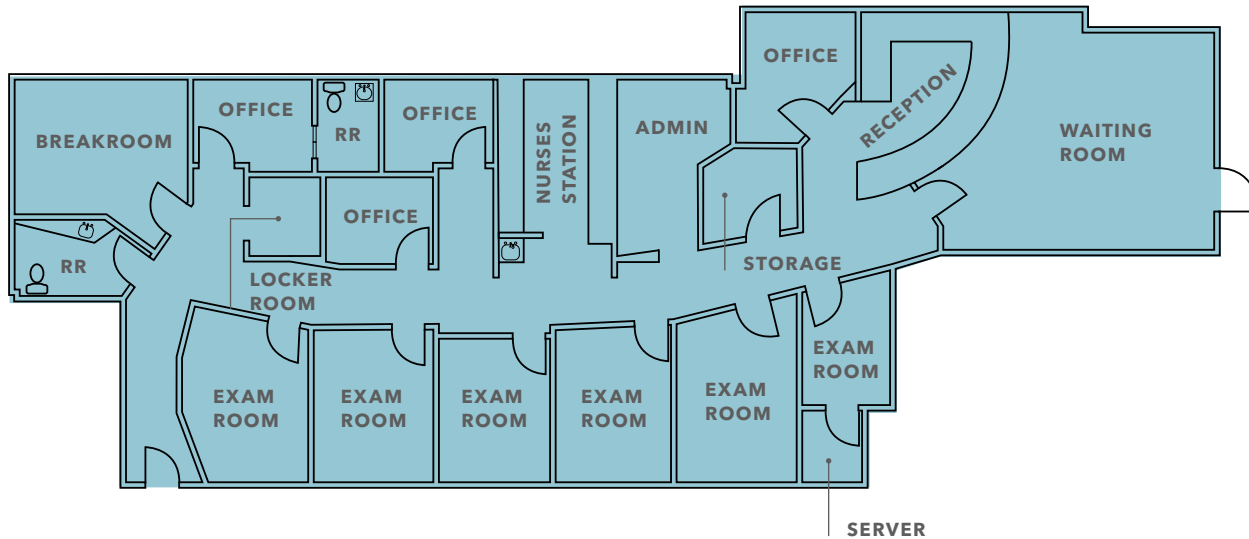 OFFICE
BREAKROOM
OFFICE
RR
OFFICE
NURSES
STATION
ADMIN
RECEPTION
WAITING
ROOM
RR
OFFICE
LOCKER
ROOM
STORAGE
EXAM
ROOM
EXAM
ROOM
EXAM
ROOM
EXAM
ROOM
EXAM
ROOM
EXAM
ROOM
SERVER